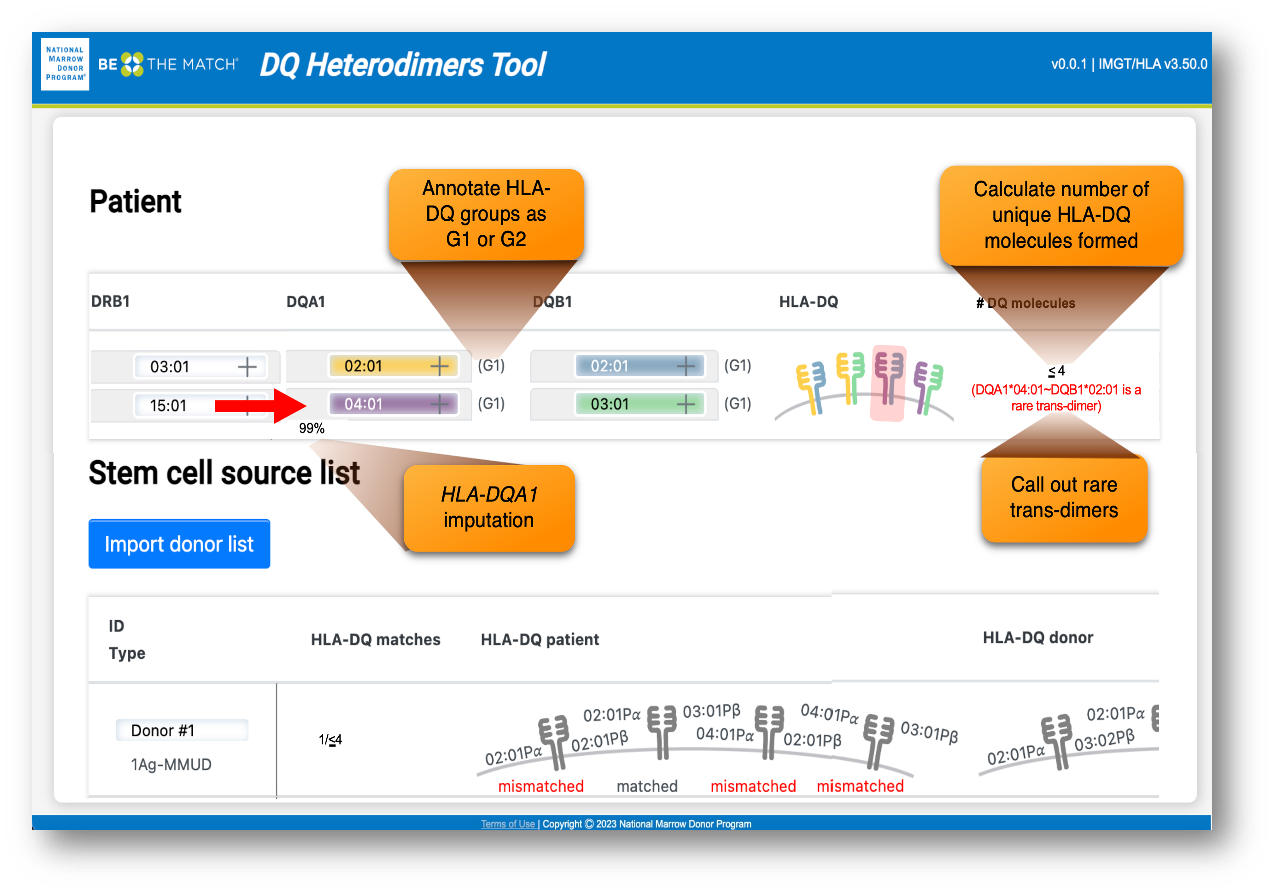 NATIONAL
MARROW
DONOR
PROGRAM®
BE THE MATCH®
DQ Heterodimers Tool
v0.0.1 | IMGT/HLA v3.50.0
Patient
Annotate HLA-
DQ groups as
G1 or G2
Calculate number of
unique HLA-DQ
molecules formed
DRB1 DQA1 DQB1 HLA-DQ # DQ molecules
03:01 02:01 (G1) 02:01 (G1)
15:01 04:01 (G1) 03:01 (G1)
99%
≤ 4
(DQA1*04:01~DQB1*02:01 is a
rare trans-dimer)
Stem cell source list
HLA-DQA1
imputation
Call out rare
trans-dimers
Import donor list
ID
Type
HLA-DQ matches HLA-DQ patient HLA-DQ donor
Donor #1
1Ag-MMUD
1/≤4
02:01Pα 02:01Pβ mismatched
02:01Pα 03:01Pβ matched
04:01Pα 02:01Pβ mismatched
04:01Pα 03:01Pβ mismatched
02:01Pα 03:02Pβ
02:01Pα
Terms of Use | Copyright © 2023 National Marrow Donor Program